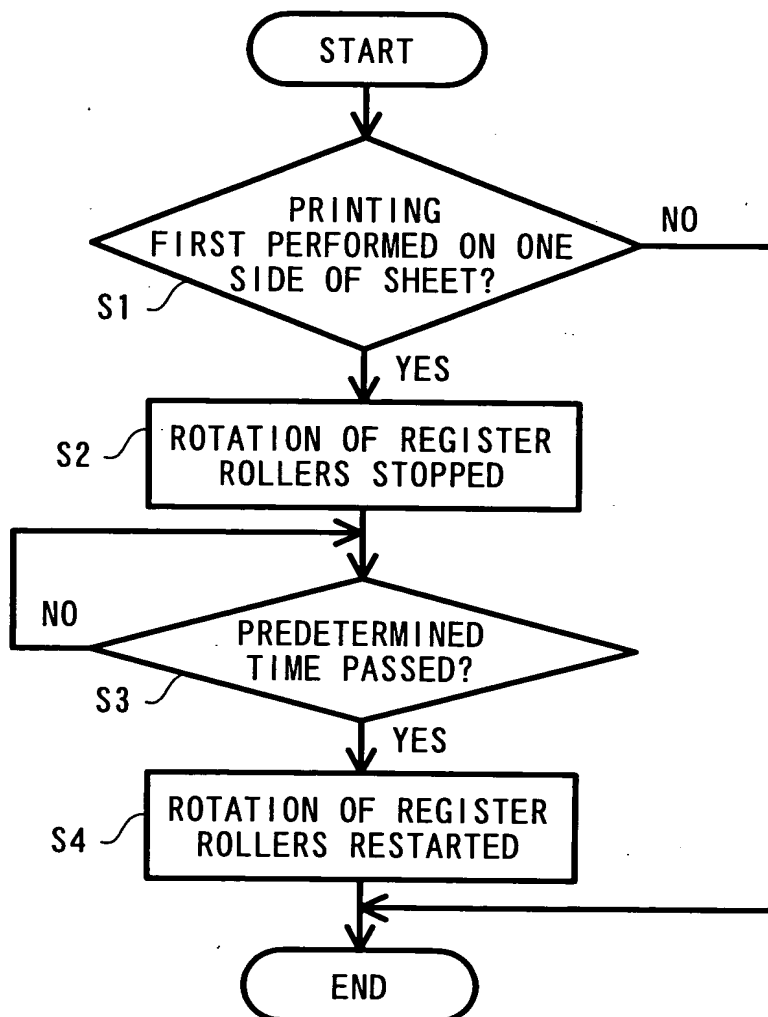 START
PRINTING
FIRST PERFORMED ON ONE
SIDE OF SHEET?
NO
S1
YES
S2
ROTATION OF REGISTER
ROLLERS STOPPED
NO
PREDETERMINED
TIME PASSED?
S3
YES
S4
ROTATION OF REGISTER
ROLLERS RESTARTED
END